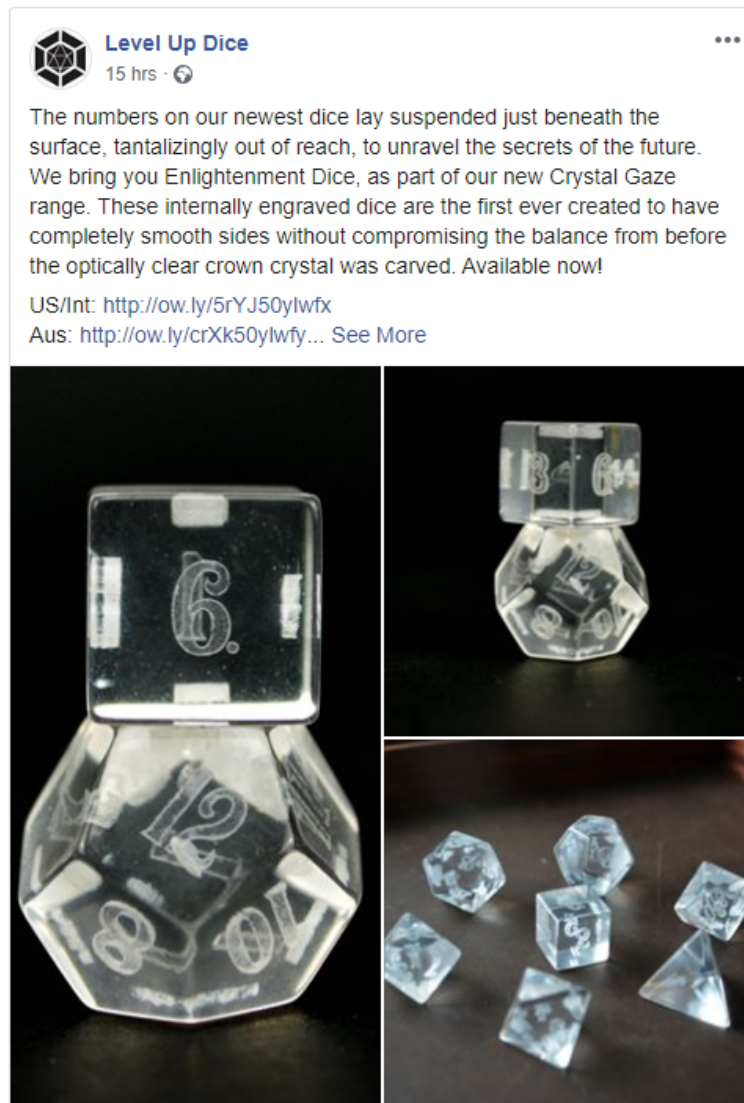 Level Up Dice
15 hrs ·
The numbers on our newest dice lay suspended just beneath the
surface, tantalizingly out of reach, to unravel the secrets of the future.
We bring you Enlightenment Dice, as part of our new Crystal Gaze
range. These internally engraved dice are the first ever created to have
completely smooth sides without compromising the balance from before
the optically clear crown crystal was carved. Available now!
US/Int: http://ow.ly/5rYJ50ylwfx
Aus: http://ow.ly/crXk50ylwfy... See More
6.
12
8 10
6
12
8 10